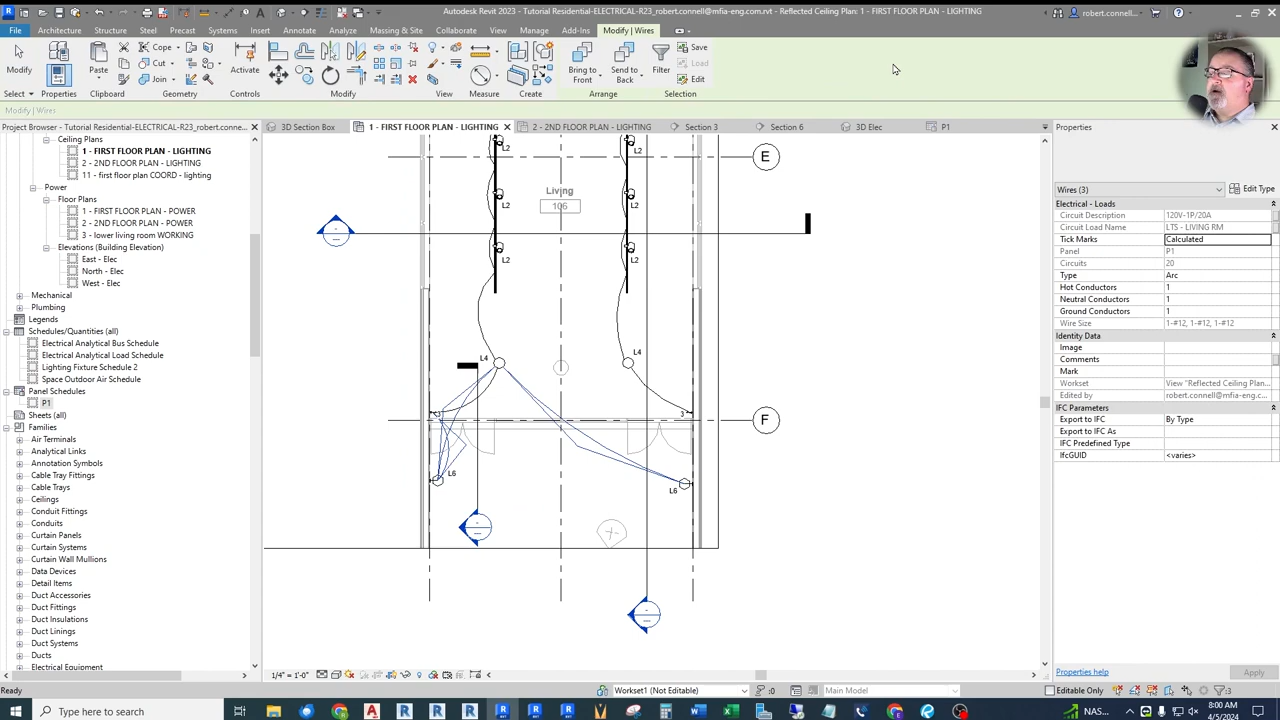 Autodesk Revit 2023 - Tutorial Residential-ELECTRICAL-R23_robert.connell@mfia-eng.com.rvt - Reflected Ceiling Plan: 1 - FIRST FLOOR PLAN - LIGHTING
robert.connell...
File Architecture Structure Steel Precast Systems Insert Annotate Analyze Massing & Site Collaborate View Manage Add-Ins Modify | Wires
Modify Paste Cope Cut Join Activate Bring to Front Send to Back Filter Save Load Edit
Select Properties Clipboard Geometry Controls Modify View Measure Create Arrange Selection
Modify | Wires
Project Browser - Tutorial Residential-ELECTRICAL-R23_robert.conne...
Ceiling Plans
1 - FIRST FLOOR PLAN - LIGHTING
2 - 2ND FLOOR PLAN - LIGHTING
11 - first floor plan COORD - lighting
Power
Floor Plans
1 - FIRST FLOOR PLAN - POWER
2 - 2ND FLOOR PLAN - POWER
3 - lower living room WORKING
Elevations (Building Elevation)
East - Elec
North - Elec
West - Elec
Mechanical
Plumbing
Legends
Schedules/Quantities (all)
Electrical Analytical Bus Schedule
Electrical Analytical Load Schedule
Lighting Fixture Schedule 2
Space Outdoor Air Schedule
Panel Schedules
P1
Sheets (all)
Families
Air Terminals
Analytical Links
Annotation Symbols
Cable Tray Fittings
Cable Trays
Ceilings
Conduit Fittings
Conduits
Curtain Panels
Curtain Systems
Curtain Wall Mullions
Data Devices
Detail Items
Duct Accessories
Duct Fittings
Duct Insulations
Duct Linings
Duct Systems
Ducts
Electrical Equipment
3D Section Box 1 - FIRST FLOOR PLAN - LIGHTING 2 - 2ND FLOOR PLAN - LIGHTING Section 3 Section 6 3D Elec P1
L2 L2
E
Living
106
L2 L2
L2 L2
L4 L4
3
F
L6
L6
Properties
Wires (3) Edit Type
Electrical - Loads
Circuit Description 120V-1P/20A
Circuit Load Name LTS - LIVING RM
Tick Marks Calculated
Panel P1
Circuits 20
Type Arc
Hot Conductors 1
Neutral Conductors 1
Ground Conductors 1
Wire Size 1-#12, 1-#12, 1-#12
Identity Data
Image
Comments
Mark
Workset View "Reflected Ceiling Plan...
Edited by robert.connell@mfia-eng.c...
IFC Parameters
Export to IFC By Type
Export to IFC As
IFC Predefined Type
IfcGUID <varies>
Properties help Apply
1/4" = 1'-0"
Ready Workset1 (Not Editable) :0 Main Model Editable Only :3
Type here to search NAS... 8:00 AM
4/5/2024